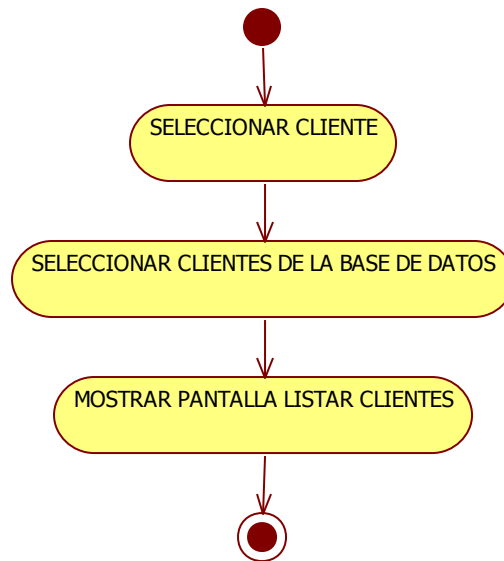 SELECCIONAR CLIENTE
SELECCIONAR CLIENTES DE LA BASE DE DATOS
MOSTRAR PANTALLA LISTAR CLIENTES